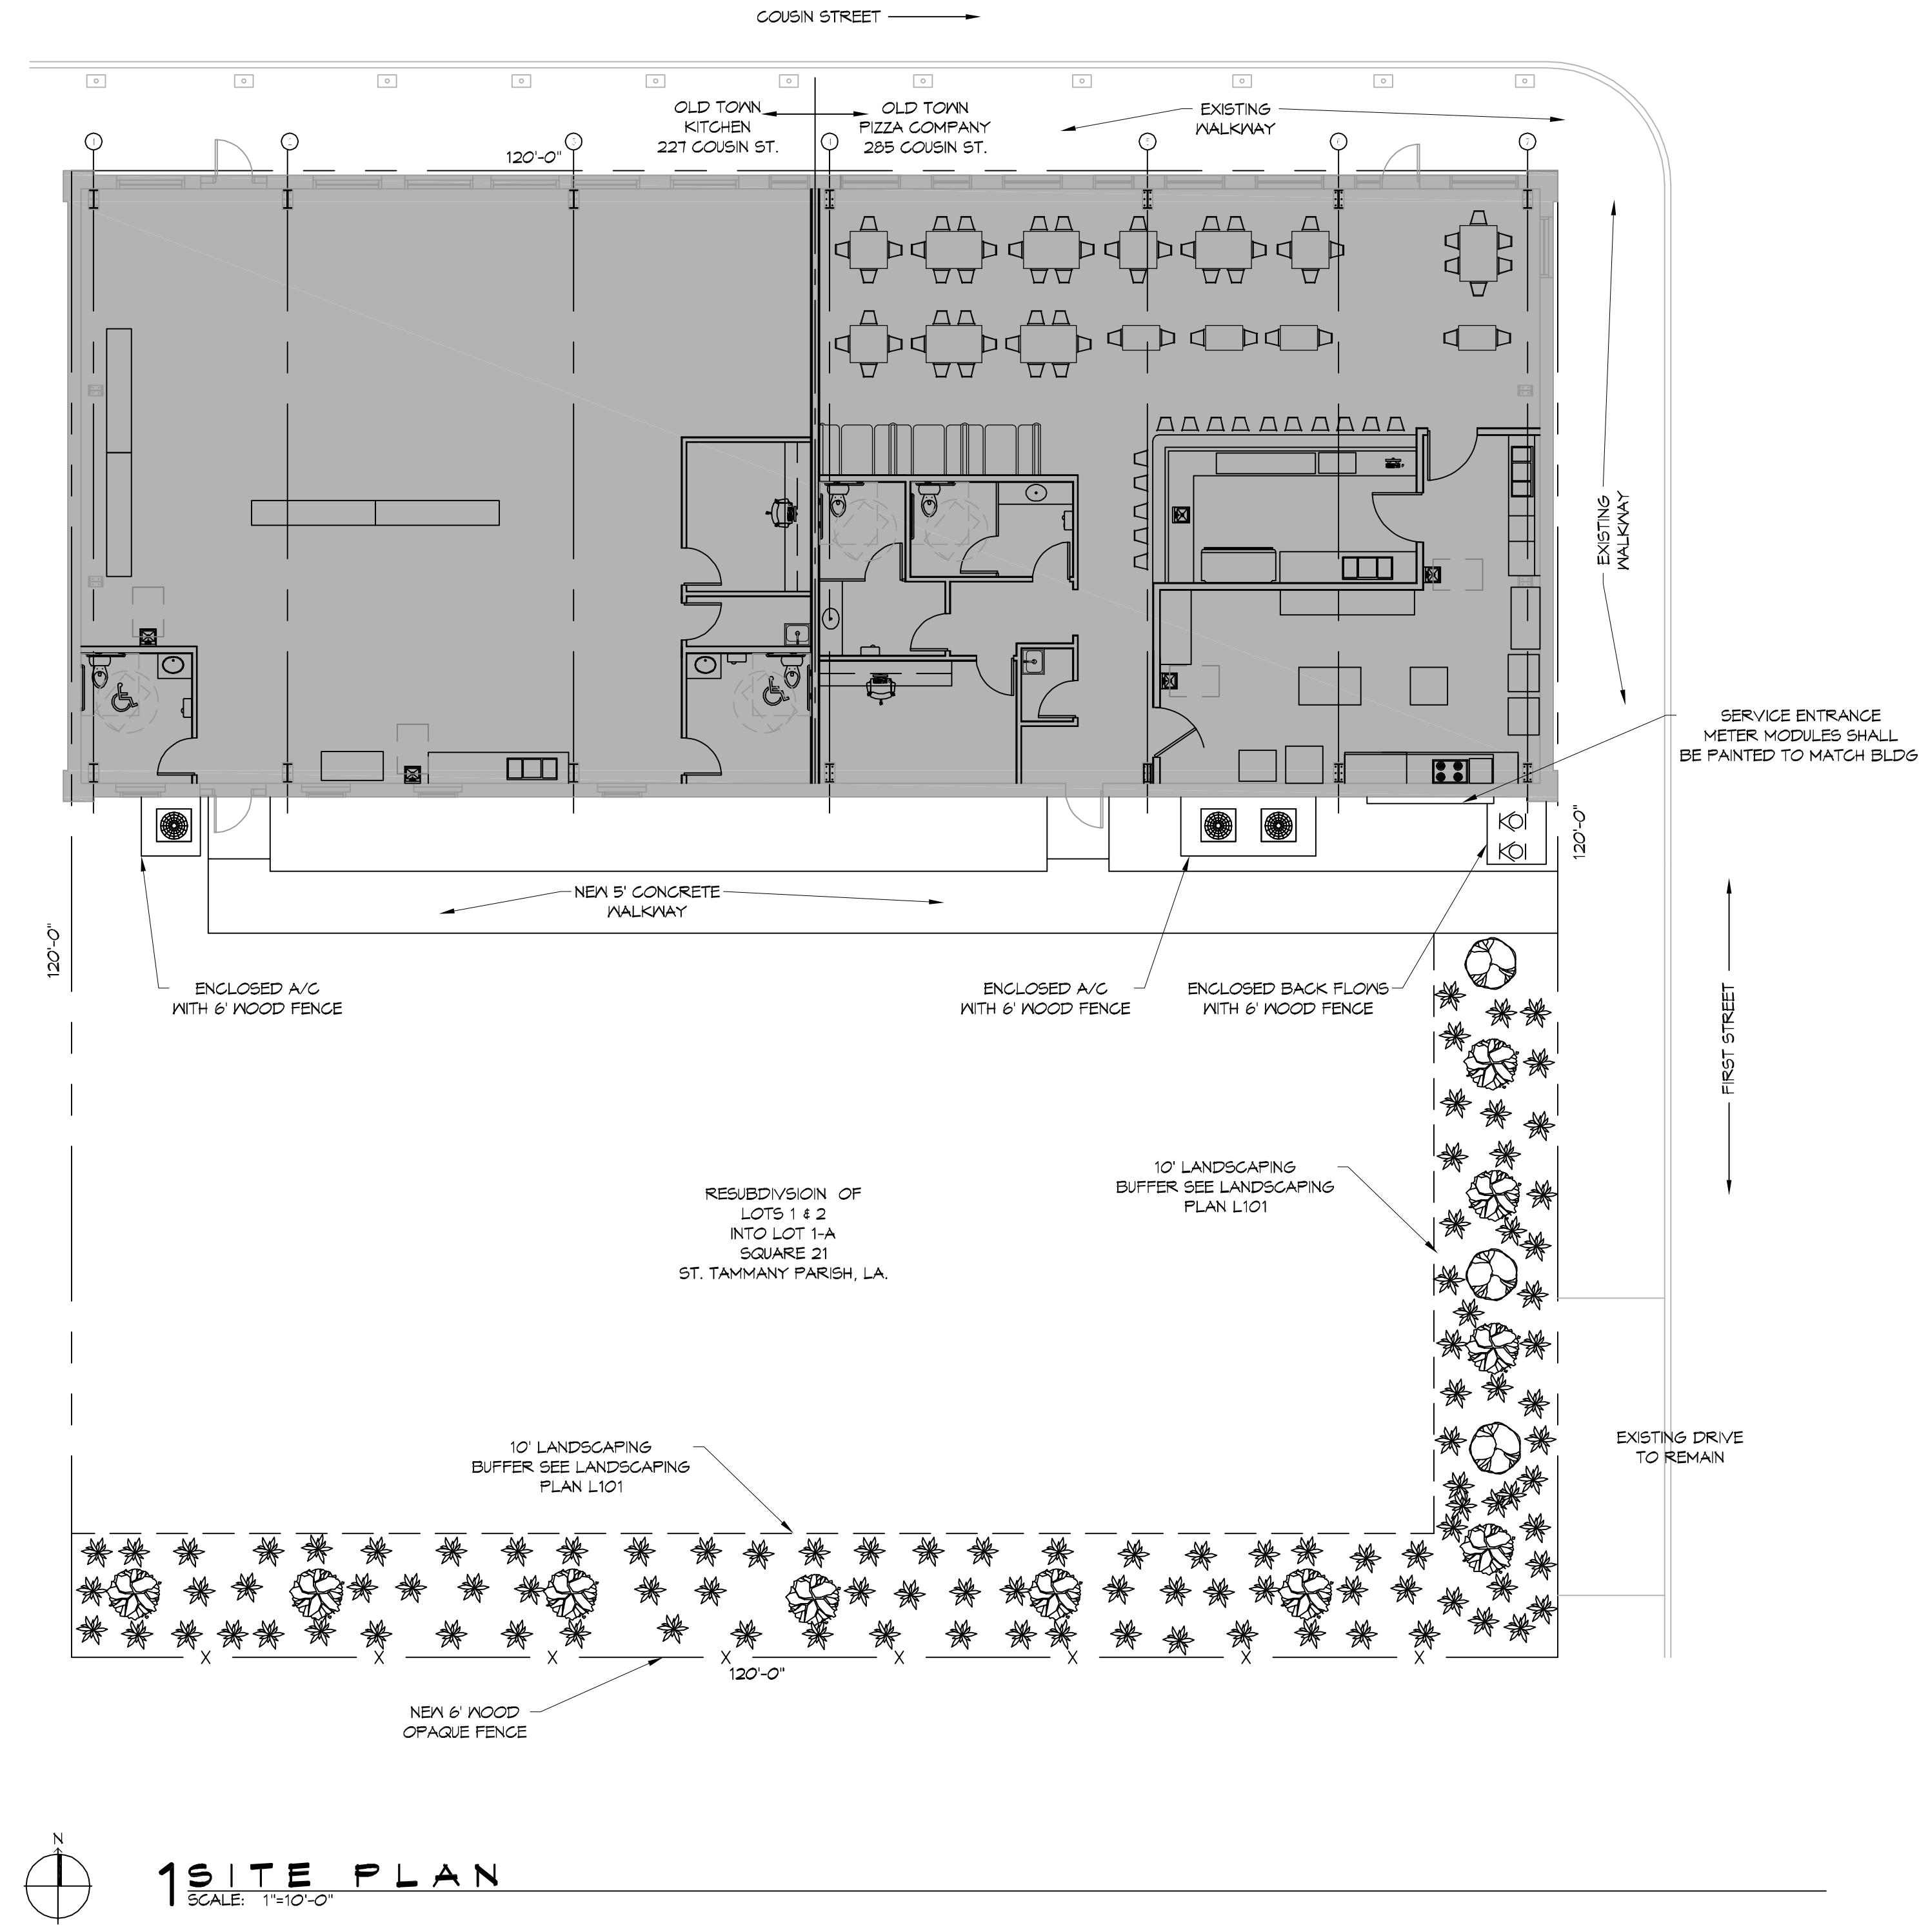 COUSIN STREET
OLD TOWN
KITCHEN
227 COUSIN ST.
OLD TOWN
PIZZA COMPANY
285 COUSIN ST.
EXISTING
WALKWAY
120'-0"
EXISTING
WALKWAY
SERVICE ENTRANCE
METER MODULES SHALL
BE PAINTED TO MATCH BLDG
120'-0"
NEW 5' CONCRETE
WALKWAY
120'-0"
ENCLOSED A/C
WITH 6' WOOD FENCE
ENCLOSED A/C
WITH 6' WOOD FENCE
ENCLOSED BACK FLOWS
WITH 6' WOOD FENCE
FIRST STREET
10' LANDSCAPING
BUFFER SEE LANDSCAPING
PLAN L101
RESUBDIVSIOIN OF
LOTS 1 & 2
INTO LOT 1-A
SQUARE 21
ST. TAMMANY PARISH, LA.
EXISTING DRIVE
TO REMAIN
10' LANDSCAPING
BUFFER SEE LANDSCAPING
PLAN L101
X X X X X X X X
120'-0"
NEW 6' WOOD
OPAQUE FENCE
N
1 SITE PLAN
SCALE: 1"=10'-0"